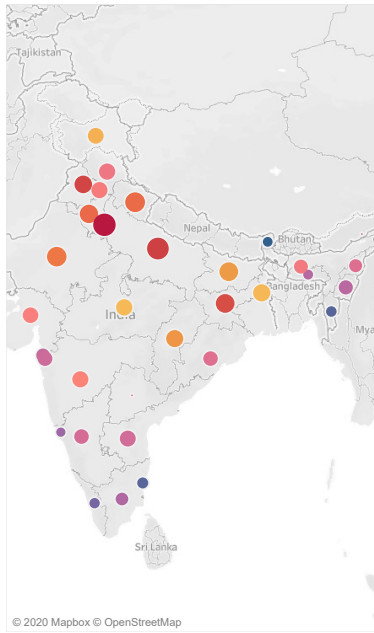 Tajikistan
Nepal
Bhutan
Bangladesh
India
Mya
Sri Lanka
© 2020 Mapbox © OpenStreetMap